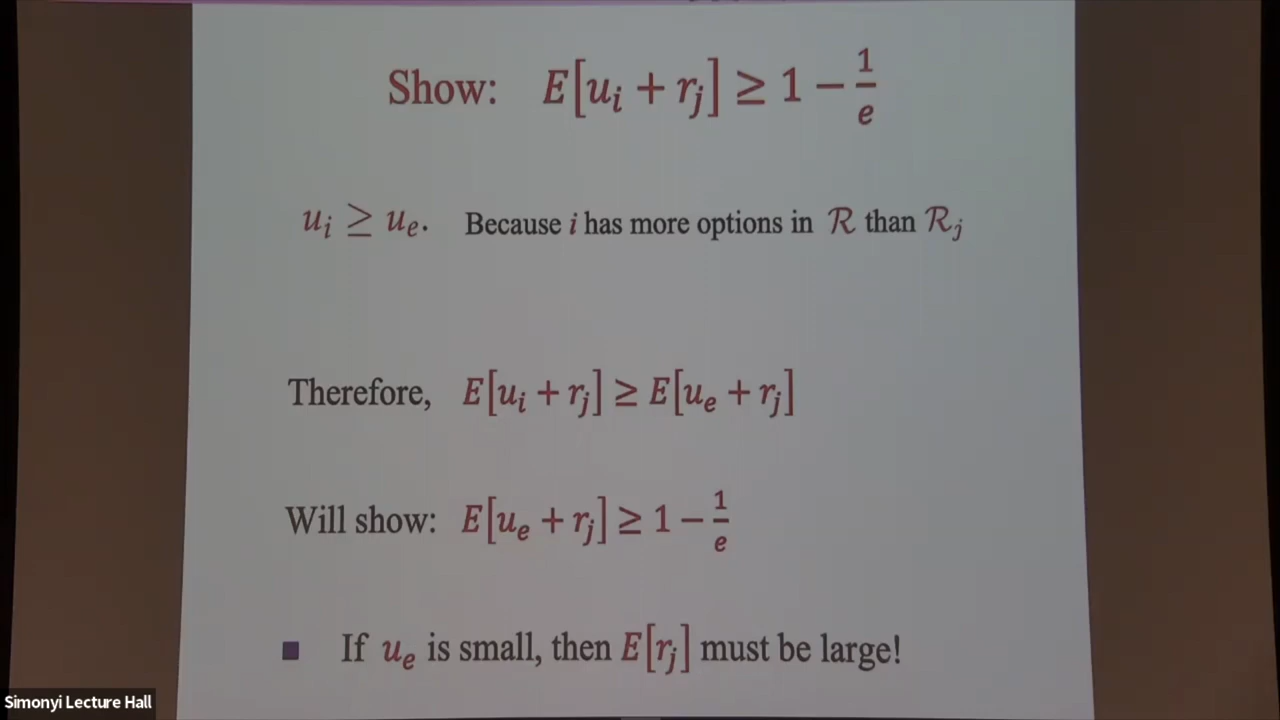 Show: E[u_i + r_j] ≥ 1 − 1/e
u_i ≥ u_e. Because i has more options in ℛ than ℛ_j
Therefore, E[u_i + r_j] ≥ E[u_e + r_j]
Will show: E[u_e + r_j] ≥ 1 − 1/e
■ If u_e is small, then E[r_j] must be large!
Simonyi Lecture Hall